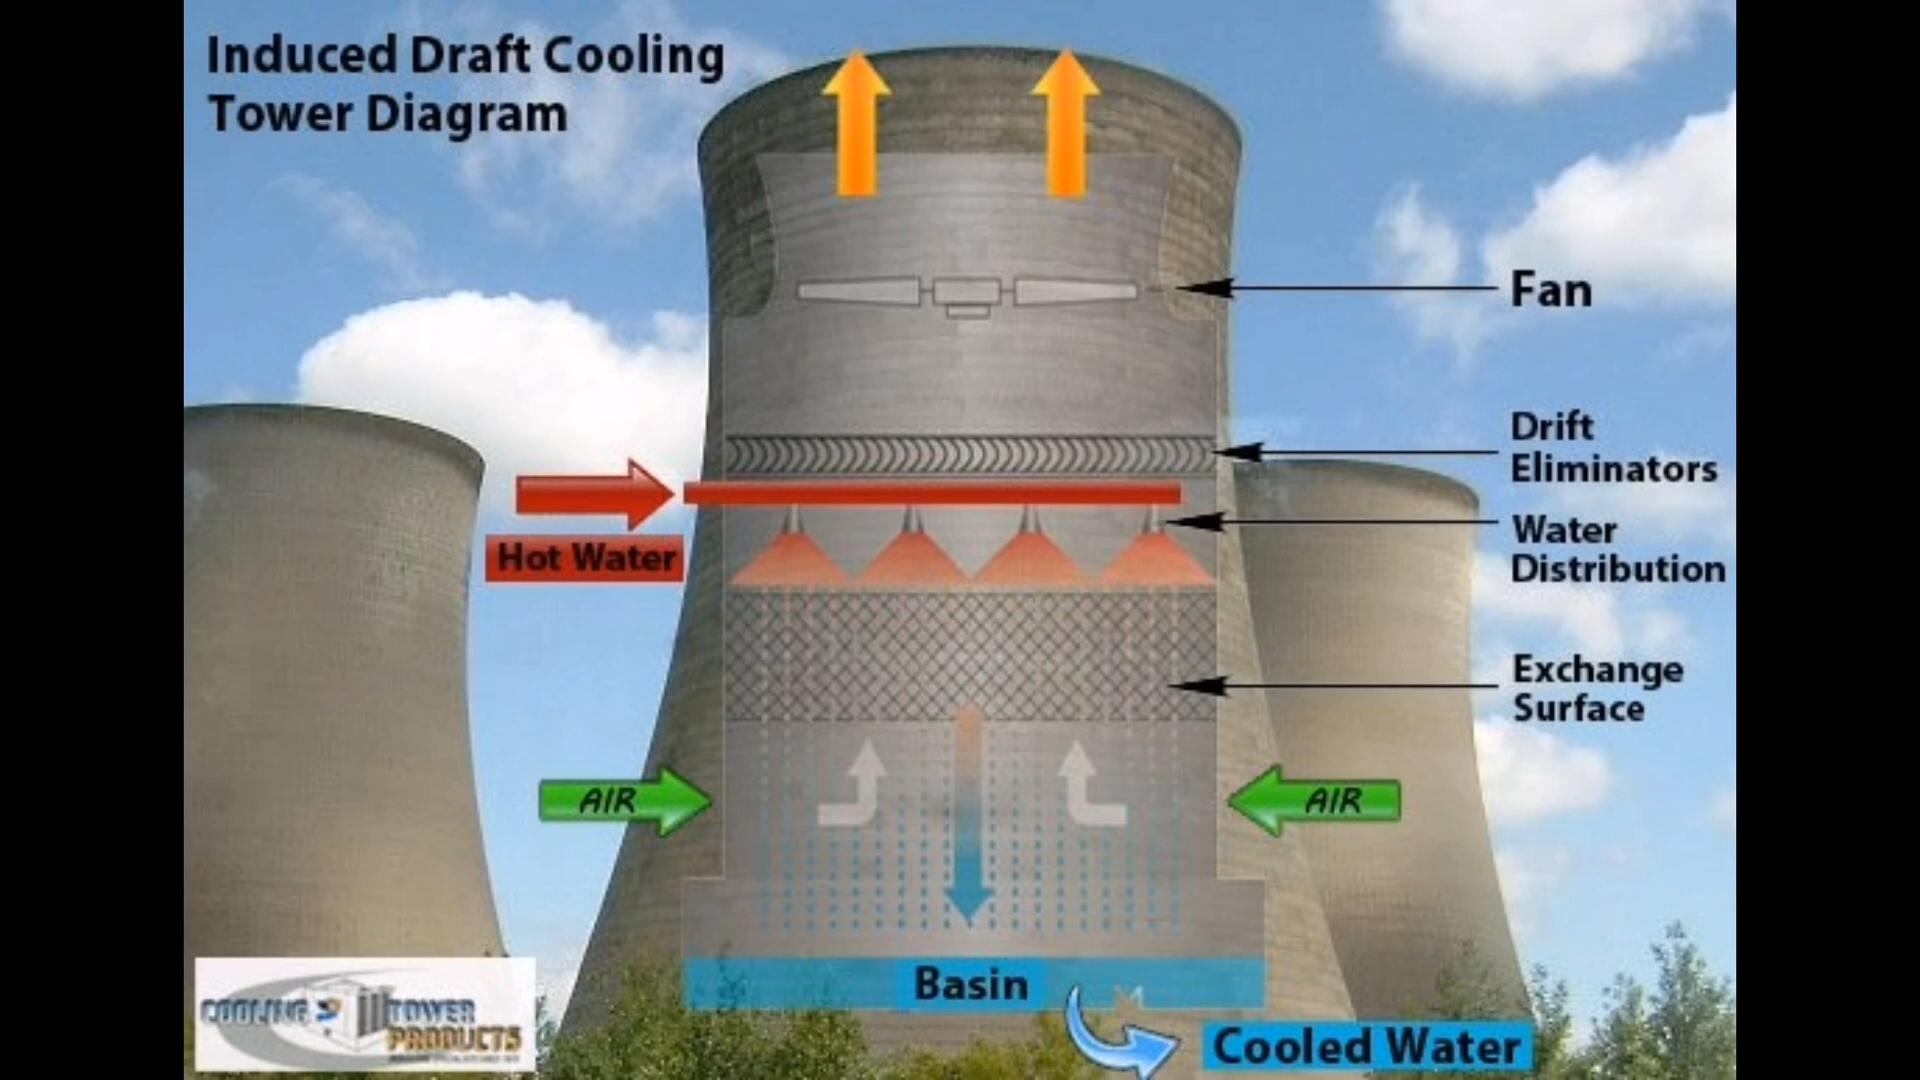 Induced Draft Cooling
Tower Diagram
Fan
Drift
Eliminators
Hot Water
Water
Distribution
Exchange
Surface
AIR
AIR
Basin
Cooled Water
COOLING TOWER
PRODUCTS